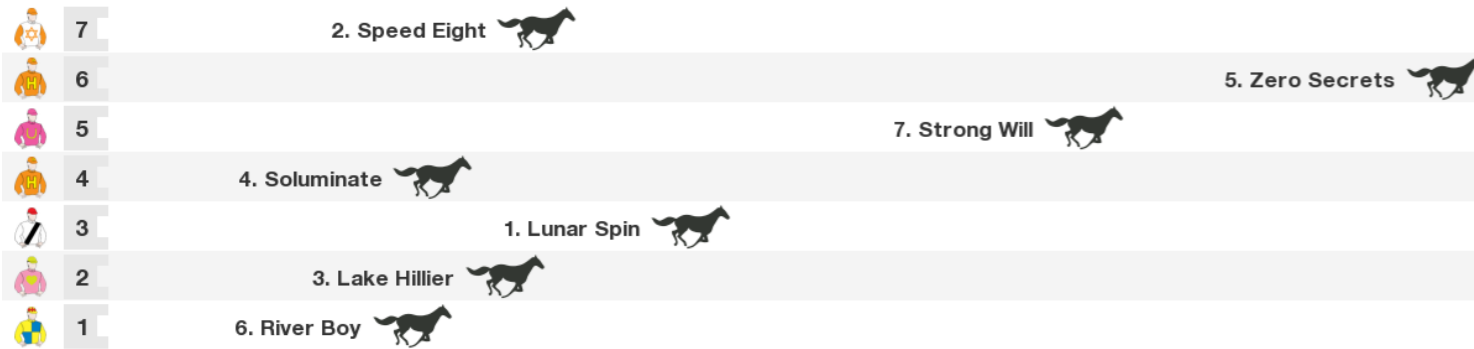 7 2. Speed Eight
H 6 5. Zero Secrets
U 5 7. Strong Will
H 4 4. Soluminate
3 1. Lunar Spin
2 3. Lake Hillier
1 6. River Boy